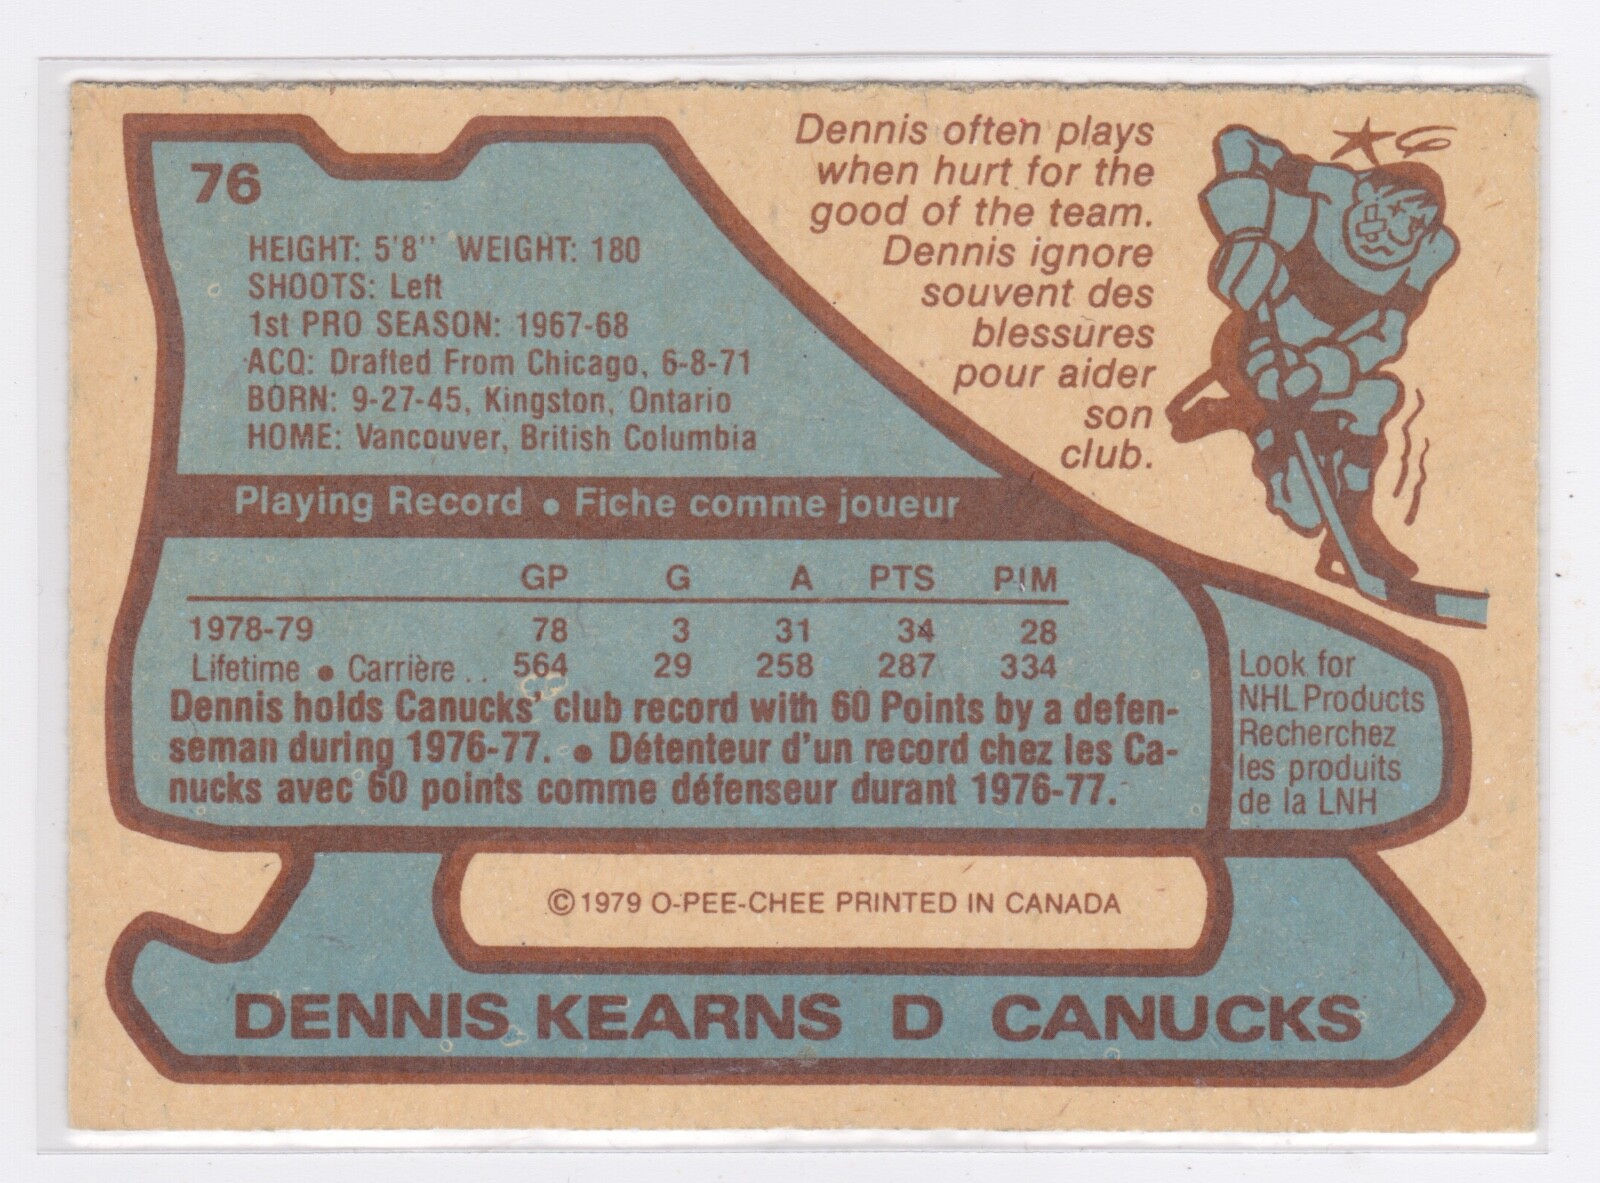 76
HEIGHT: 5'8'' WEIGHT: 180
SHOOTS: Left
1st PRO SEASON: 1967-68
ACQ: Drafted From Chicago, 6-8-71
BORN: 9-27-45, Kingston, Ontario
HOME: Vancouver, British Columbia
Dennis often plays
when hurt for the
good of the team.
Dennis ignore
souvent des
blessures
pour aider
son
club.
Playing Record • Fiche comme joueur
GP G A PTS PIM
1978-79 78 3 31 34 28
Lifetime • Carrière .. 564 29 258 287 334
Dennis holds Canucks' club record with 60 Points by a defen-
seman during 1976-77. • Détenteur d'un record chez les Ca-
nucks avec 60 points comme défenseur durant 1976-77.
Look for
NHL Products
Recherchez
les produits
de la LNH
©1979 O-PEE-CHEE PRINTED IN CANADA
DENNIS KEARNS D CANUCKS